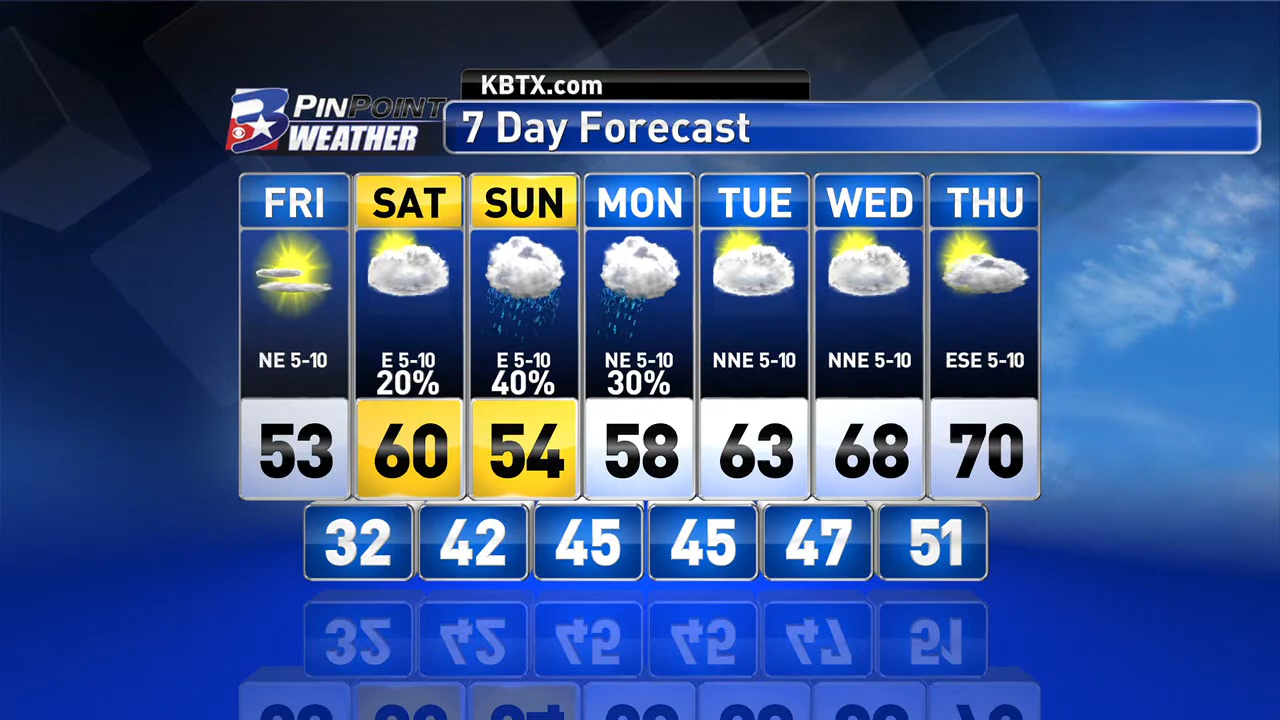 KBTX.com
3 PINPOINT
WEATHER
7 Day Forecast
FRI SAT SUN MON TUE WED THU
NE 5-10 E 5-10 E 5-10 NE 5-10 NNE 5-10 NNE 5-10 ESE 5-10
20% 40% 30%
53 60 54 58 63 68 70
32 42 45 45 47 51